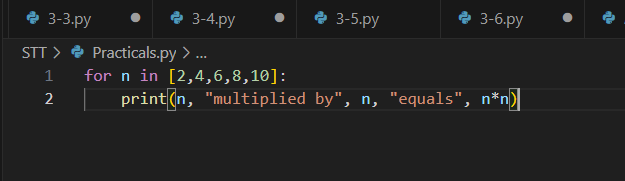 3-3.py 3-4.py 3-5.py 3-6.py
STT > Practicals.py > ...
1 for n in [2,4,6,8,10]:
2 print(n, "multiplied by", n, "equals", n*n)